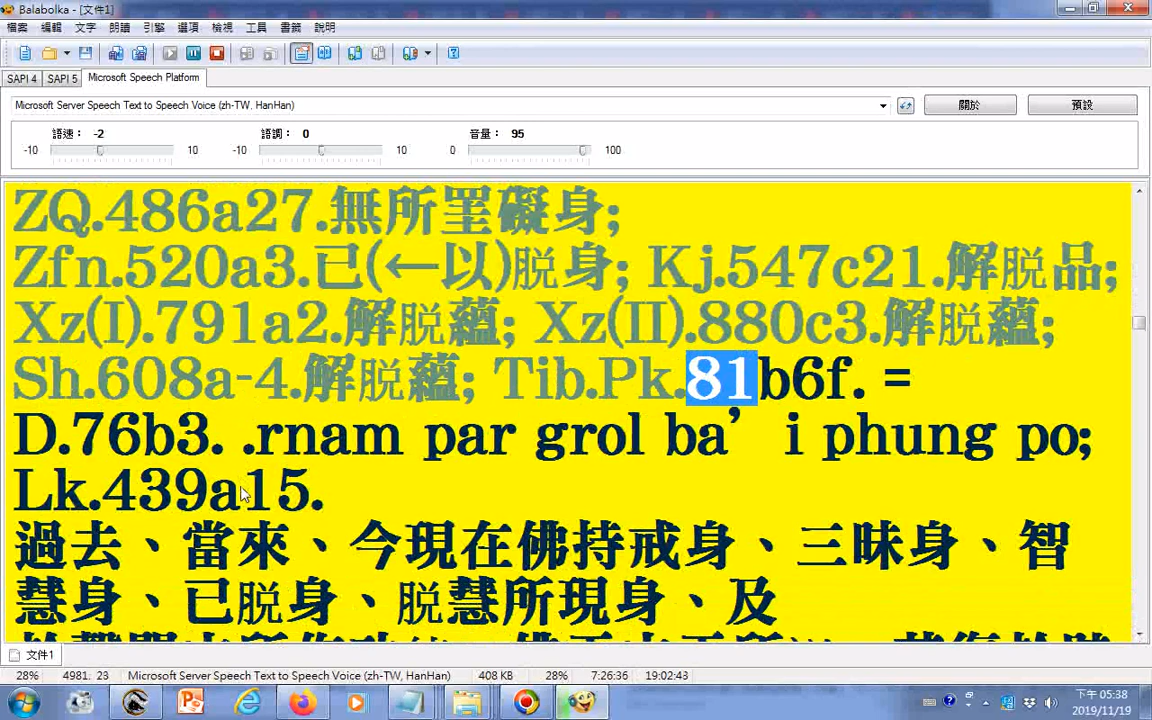 Balabolka - [文件1]
檔案 編輯 文字 朗讀 引擎 選項 檢視 工具 書籤 說明
SAPI 4 SAPI 5 Microsoft Speech Platform
Microsoft Server Speech Text to Speech Voice (zh-TW, HanHan) 關於 預設
語速： -2 語調： 0 音量： 95
-10 10 -10 10 0 100
ZQ.486a27.無所罣礙身;
Zfn.520a3.已(←以)脱身; Kj.547c21.解脱品;
Xz(I).791a2.解脱蘊; Xz(II).880c3.解脱蘊;
Sh.608a-4.解脱蘊; Tib.Pk.81b6f. =
D.76b3. .rnam par grol ba’i phung po;
Lk.439a15.
過去、當來、今現在佛持戒身、三昧身、智
慧身、已脱身、脱慧所現身、及
文件1
28% 4981. 23 Microsoft Server Speech Text to Speech Voice (zh-TW, HanHan) 408 KB 28% 7:26:36 19:02:43
下午 05:38
2019/11/19